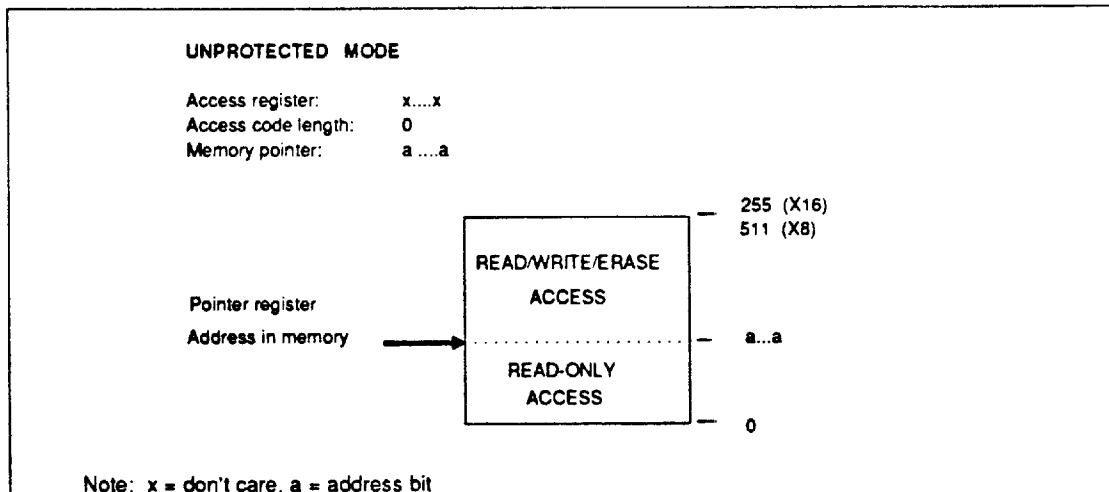 UNPROTECTED MODE
Access register: x....x
Access code length: 0
Memory pointer: a ....a
255 (X16)
511 (X8)
READ/WRITE/ERASE
ACCESS
Pointer register
Address in memory
a...a
READ-ONLY
ACCESS
0
Note: x = don't care, a = address bit